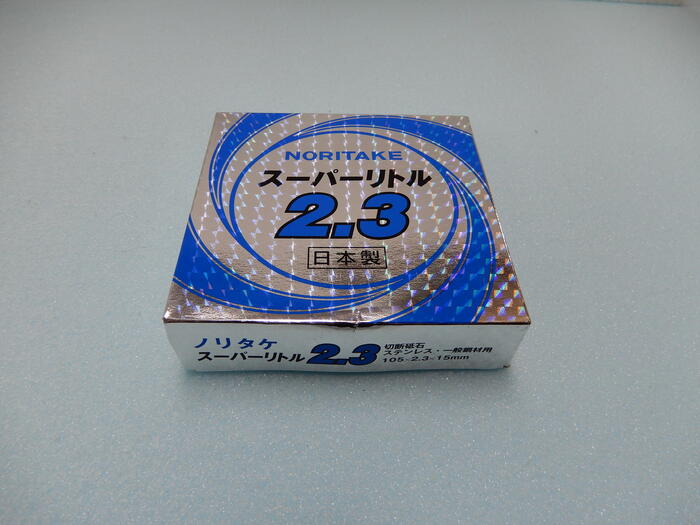 NORITAKE
スーパーリトル
2.3
日本製
ノリタケ
スーパーリトル 2.3
切断砥石
ステンレス・一般鋼材用
105×2.3×15mm